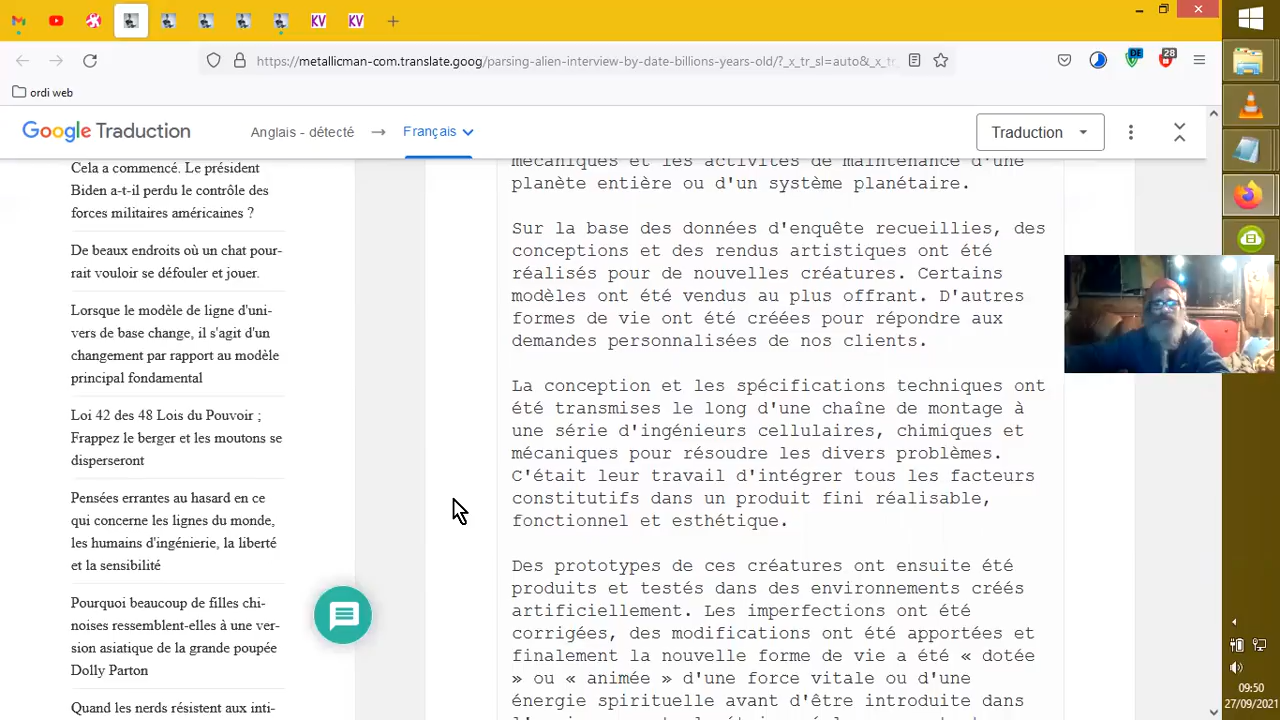 KV
KV
https://metallicman-com.translate.goog/parsing-alian-interview-by-date-billions-years-old/?_x_tr_sl=auto&_x_tr
DE
28
ordi web
Google Traduction
Anglais - détecté
Français
Traduction
Cela a commencé. Le président
Biden a-t-il perdu le contrôle des
forces militaires américaines ?
De beaux endroits où un chat pour-
rait vouloir se défouler et jouer.
Lorsque le modèle de ligne d'uni-
vers de base change, il s'agit d'un
changement par rapport au modèle
principal fondamental
Loi 42 des 48 Lois du Pouvoir ;
Frappez le berger et les moutons se
disperseront
Pensées errantes au hasard en ce
qui concerne les lignes du monde,
les humains d'ingénierie, la liberté
et la sensibilité
Pourquoi beaucoup de filles chi-
noises ressemblent-elles à une ver-
sion asiatique de la grande poupée
Dolly Parton
Quand les nerds résistent aux inti-
mécaniques et les activités de maintenance d'une
planète entière ou d'un système planétaire.
Sur la base des données d'enquête recueillies, des
conceptions et des rendus artistiques ont été
réalisés pour de nouvelles créatures. Certains
modèles ont été vendus au plus offrant. D'autres
formes de vie ont été créées pour répondre aux
demandes personnalisées de nos clients.
La conception et les spécifications techniques ont
été transmises le long d'une chaîne de montage à
une série d'ingénieurs cellulaires, chimiques et
mécaniques pour résoudre les divers problèmes.
C'était leur travail d'intégrer tous les facteurs
constitutifs dans un produit fini réalisable,
fonctionnel et esthétique.
Des prototypes de ces créatures ont ensuite été
produits et testés dans des environnements créés
artificiellement. Les imperfections ont été
corrigées, des modifications ont été apportées et
finalement la nouvelle forme de vie a été « dotée
» ou « animée » d'une force vitale ou d'une
énergie spirituelle avant d'être introduite dans
09:50
27/09/2021